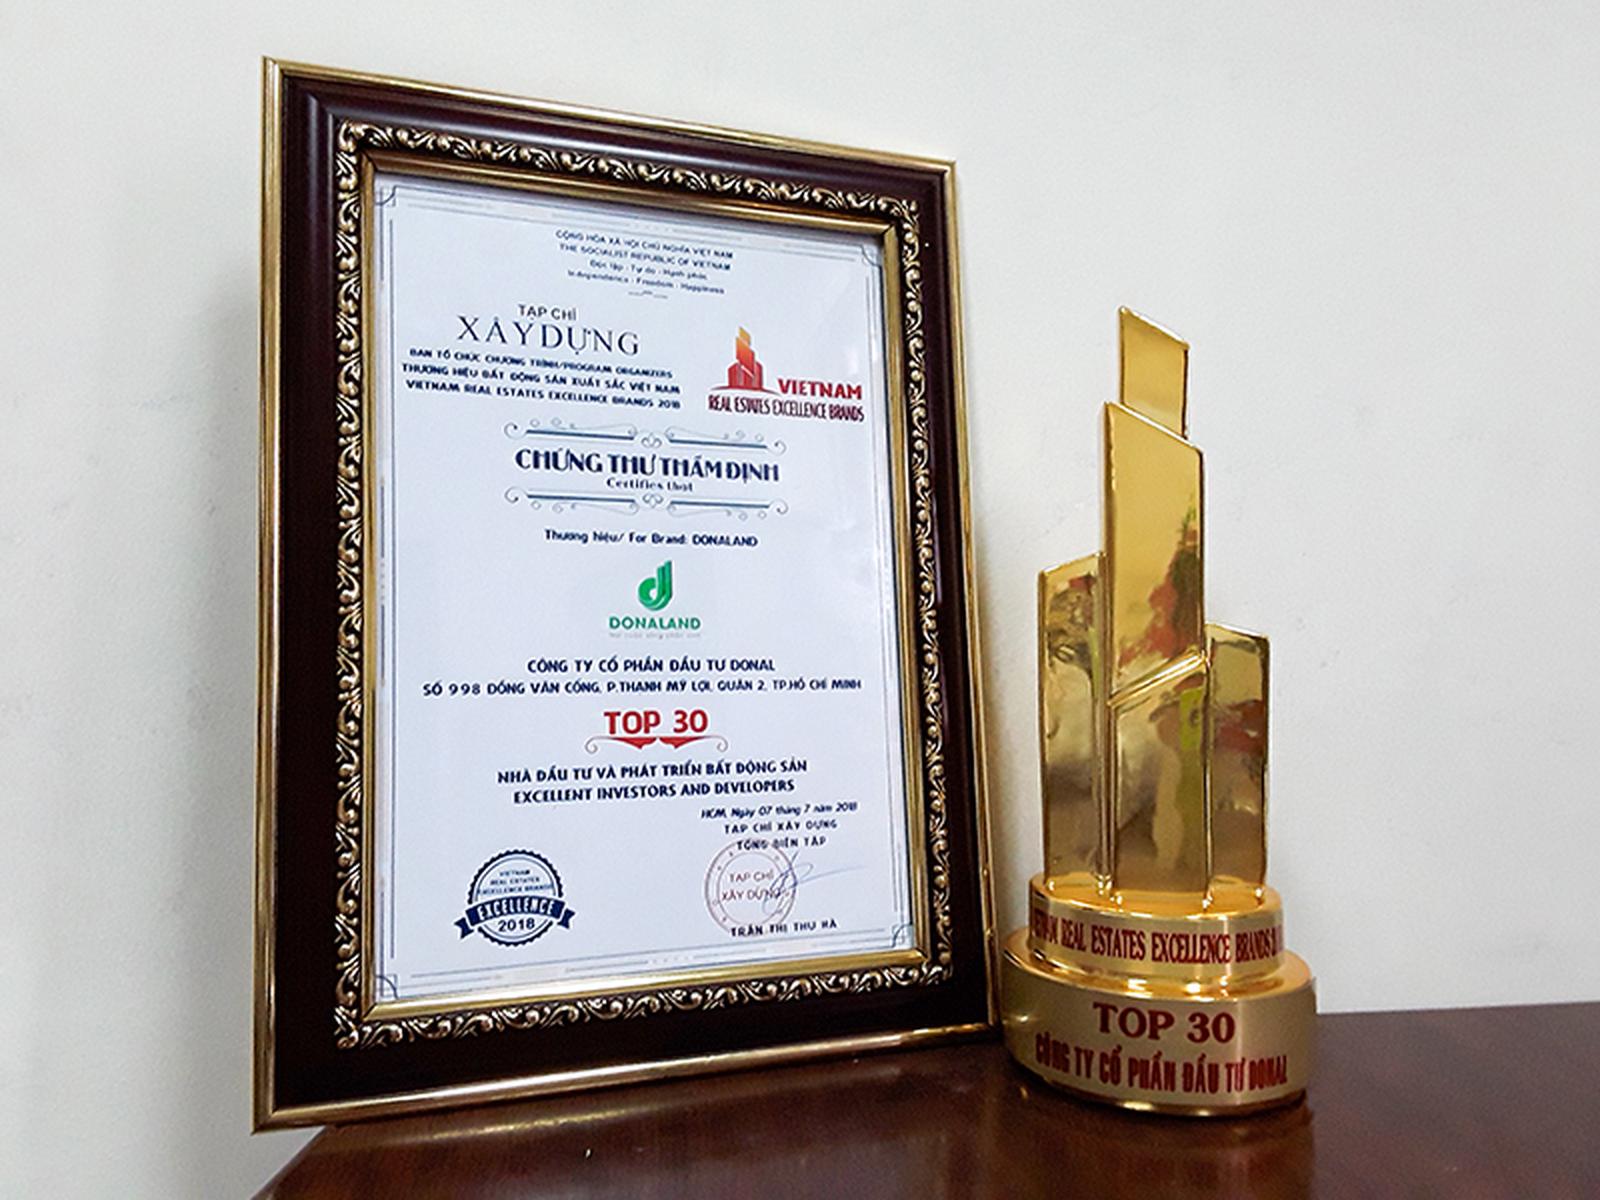 CỘNG HÒA XÃ HỘI CHỦ NGHĨA VIỆT NAM
THE SOCIALIST REPUBLIC OF VIETNAM
Độc lập - Tự do - Hạnh phúc
Independence - Freedom - Happiness
TẠP CHÍ
XÂY DỰNG
BAN TỔ CHỨC CHƯƠNG TRÌNH/PROGRAM ORGANIZERS
THƯƠNG HIỆU BẤT ĐỘNG SẢN XUẤT SẮC VIỆT NAM
VIETNAM REAL ESTATES EXCELLENCE BRANDS 2018
VIETNAM
REAL ESTATES EXCELLENCE BRANDS
CHỨNG THƯ THẨM ĐỊNH
Certifies that
Thương hiệu/ For Brand: DONALAND
DONALAND
CÔNG TY CỔ PHẦN ĐẦU TƯ DONAL
SỐ 998 ĐỒNG VĂN CỐNG, P.THẠNH MỸ LỢI, QUẬN 2, TP.HỒ CHÍ MINH
TOP 30
NHÀ ĐẦU TƯ VÀ PHÁT TRIỂN BẤT ĐỘNG SẢN
EXCELLENT INVESTORS AND DEVELOPERS
HCM, Ngày 07 tháng 7 năm 2018
TẠP CHÍ XÂY DỰNG
TỔNG BIÊN TẬP
TẠP CHÍ
XÂY DỰNG
TRẦN THỊ THU HÀ
VIETNAM
REAL ESTATES
EXCELLENCE BRANDS
EXCELLENCE
2018
REAL ESTATES EXCELLENCE BRANDS
TOP 30
CÔNG TY CỔ PHẦN ĐẦU TƯ DONAL